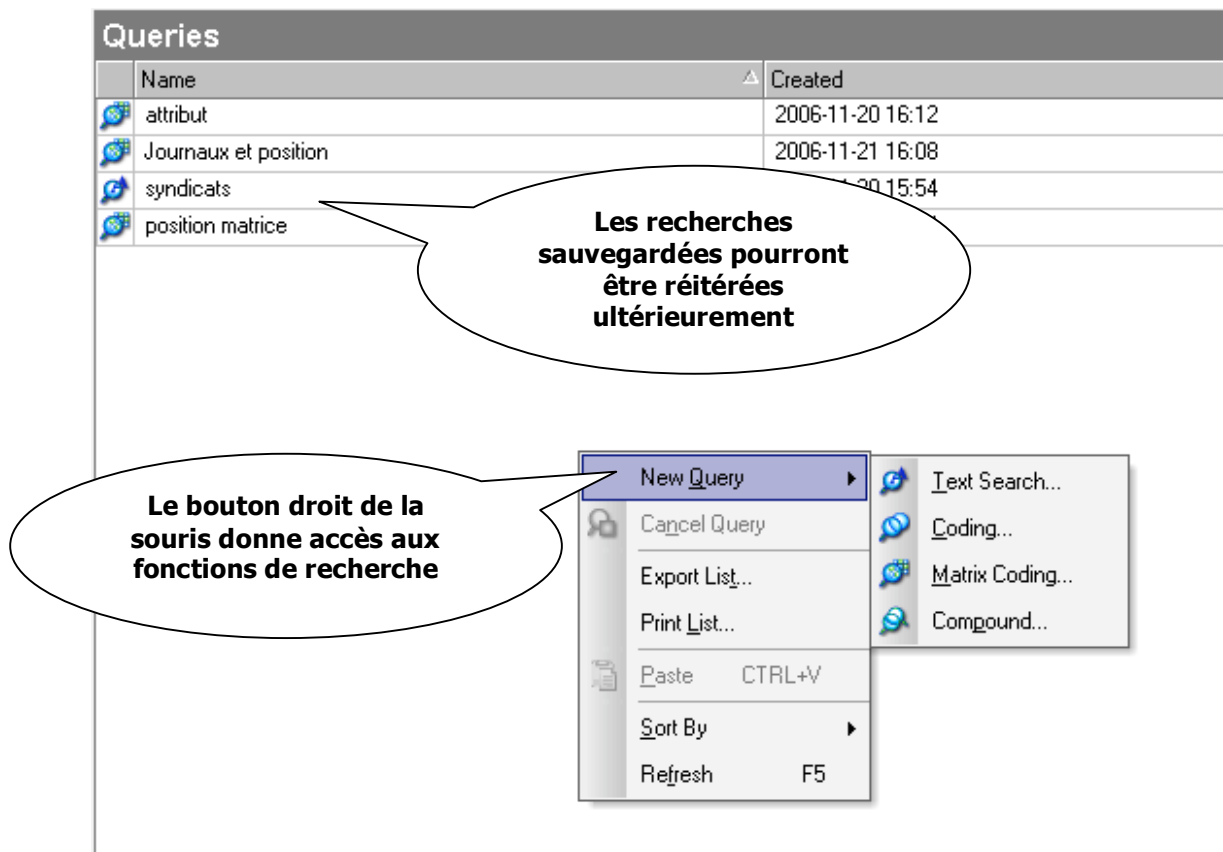 Queries
Name Created
attribut 2006-11-20 16:12
Journaux et position 2006-11-21 16:08
syndicats 20 15:54
position matrice
Les recherches
sauvegardées pourront
être réitérées
ultérieurement
Le bouton droit de la
souris donne accès aux
fonctions de recherche
New Query
Cancel Query
Export List...
Print List...
Paste CTRL+V
Sort By
Refresh F5
Text Search...
Coding...
Matrix Coding...
Compound...